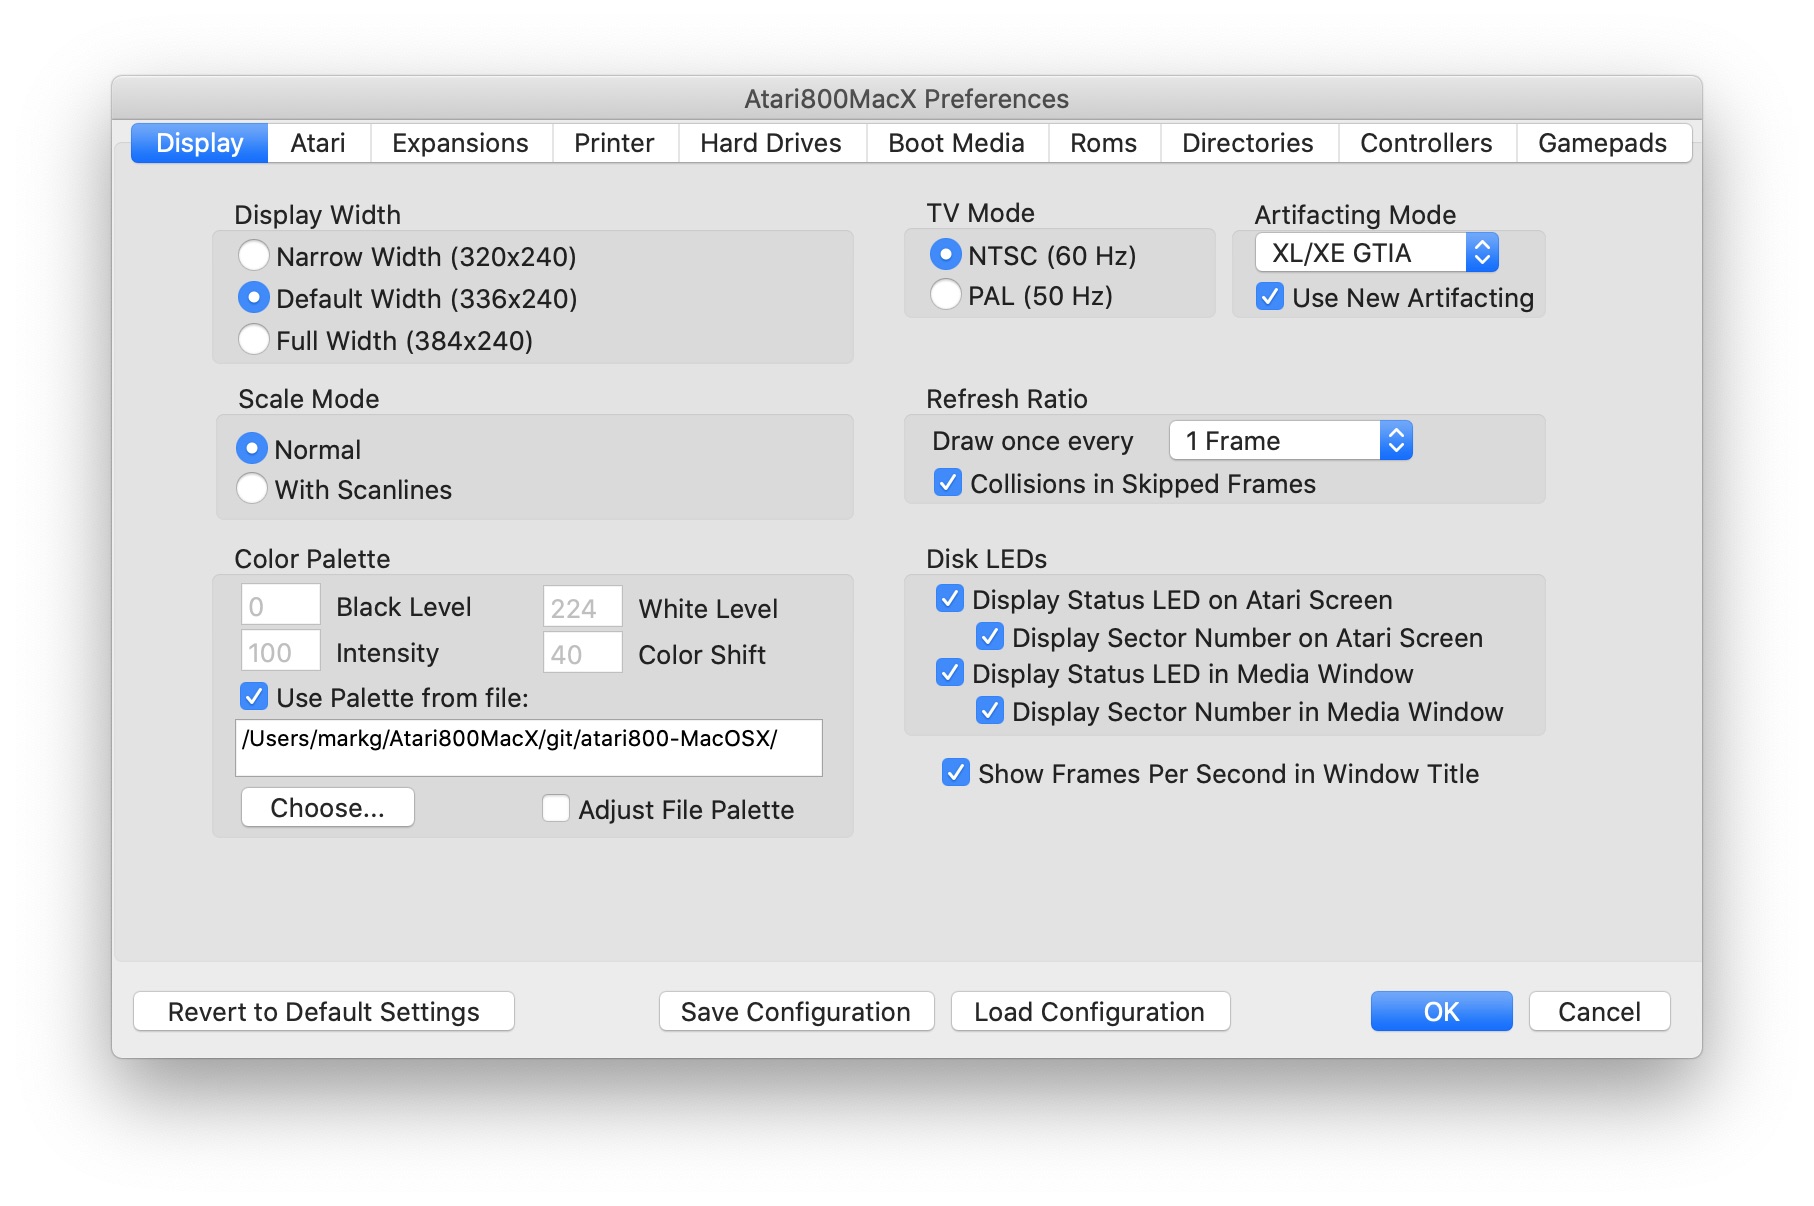 Atari800MacX Preferences
Display Atari Expansions Printer Hard Drives Boot Media Roms Directories Controllers Gamepads
Display Width
Narrow Width (320x240)
Default Width (336x240)
Full Width (384x240)
TV Mode
NTSC (60 Hz)
PAL (50 Hz)
Artifacting Mode
XL/XE GTIA
Use New Artifacting
Scale Mode
Normal
With Scanlines
Refresh Ratio
Draw once every 1 Frame
Collisions in Skipped Frames
Color Palette
0 Black Level 224 White Level
100 Intensity 40 Color Shift
Use Palette from file:
/Users/markg/Atari800MacX/git/atari800-MacOSX/
Choose... Adjust File Palette
Disk LEDs
Display Status LED on Atari Screen
Display Sector Number on Atari Screen
Display Status LED in Media Window
Display Sector Number in Media Window
Show Frames Per Second in Window Title
Revert to Default Settings Save Configuration Load Configuration OK Cancel